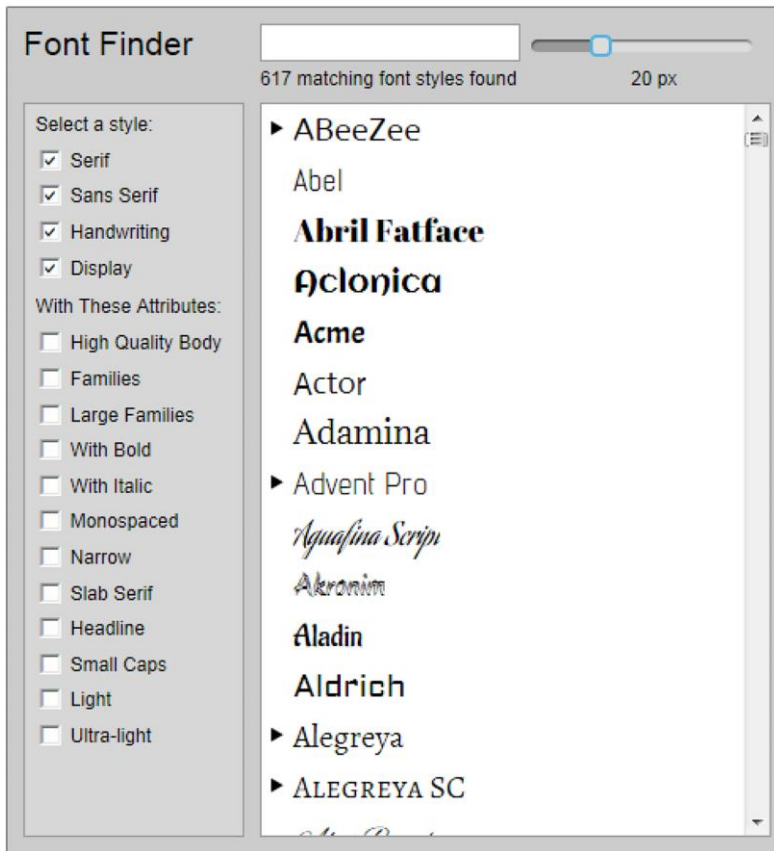 Font Finder
617 matching font styles found
20 px
Select a style:
Serif
Sans Serif
Handwriting
Display
With These Attributes:
High Quality Body
Families
Large Families
With Bold
With Italic
Monospaced
Narrow
Slab Serif
Headline
Small Caps
Light
Ultra-light
ABeeZee
Abel
Abril Fatface
Aclonica
Acme
Actor
Adamina
Advent Pro
Aguafina Script
Akronim
Aladin
Aldrich
Alegreya
ALEGREYA SC